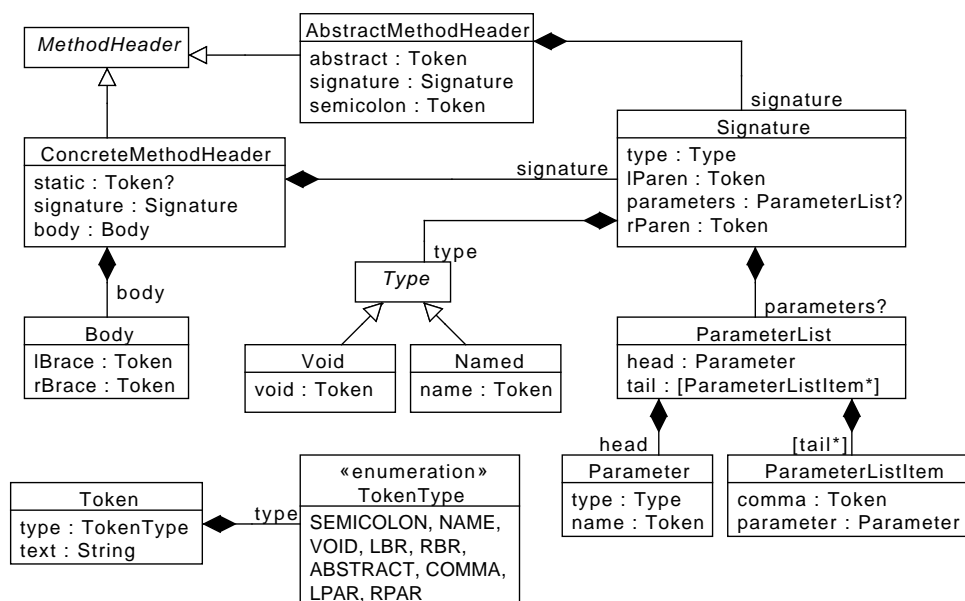 MethodHeader
AbstractMethodHeader
abstract : Token
signature : Signature
semicolon : Token
signature
Signature
type : Type
lParen : Token
parameters : ParameterList?
rParen : Token
ConcreteMethodHeader
static : Token?
signature : Signature
body : Body
signature
type
Type
body
Body
lBrace : Token
rBrace : Token
Void
void : Token
Named
name : Token
parameters?
ParameterList
head : Parameter
tail : [ParameterListItem*]
head
[tail*]
Parameter
type : Type
name : Token
ParameterListItem
comma : Token
parameter : Parameter
Token
type : TokenType
text : String
type
«enumeration»
TokenType
SEMICOLON, NAME,
VOID, LBR, RBR,
ABSTRACT, COMMA,
LPAR, RPAR